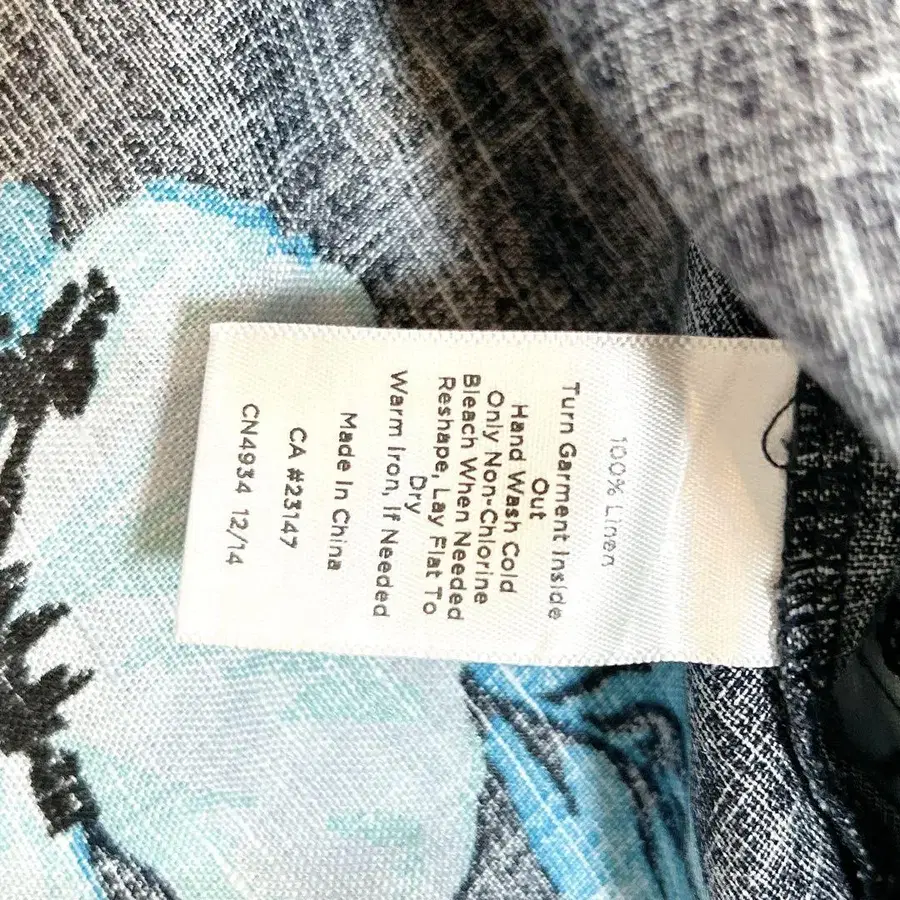 100% Linen
Turn Garment Inside
Out
Hand Wash Cold
Only Non-Chlorine
Bleach When Needed
Reshape, Lay Flat To
Dry
Warm Iron, If Needed
Made In China
CA #23147
CN4934 12/14